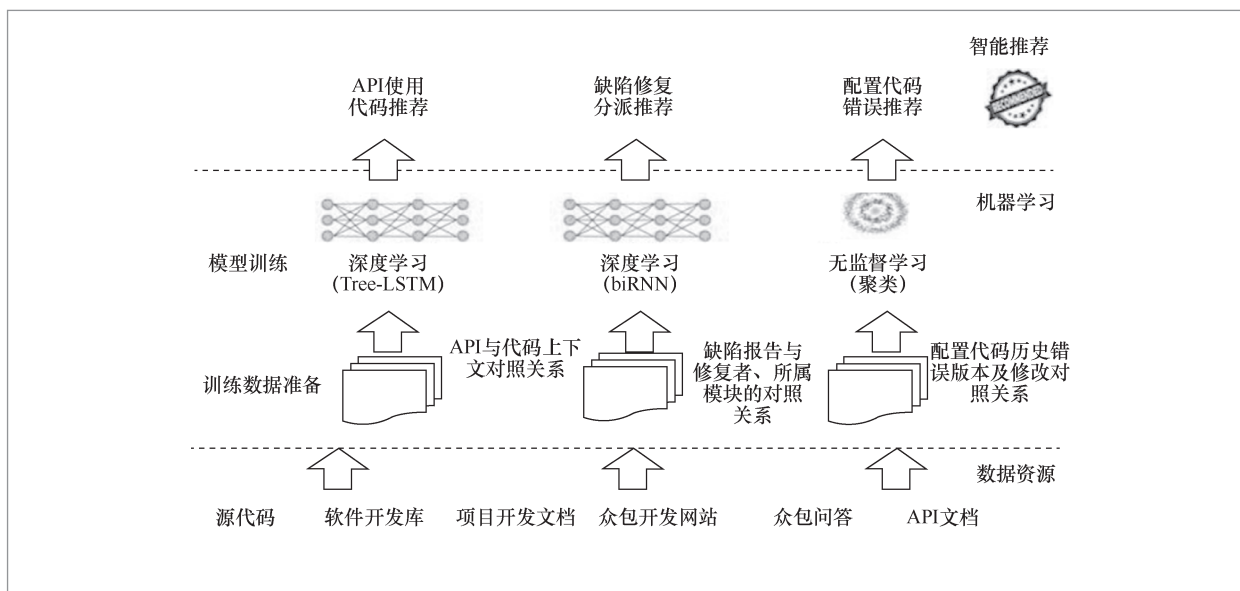 智能推荐
API使用
代码推荐
缺陷修复
分派推荐
配置代码
错误推荐
RECOMMENDED
机器学习
模型训练
深度学习
(Tree-LSTM)
深度学习
(biRNN)
无监督学习
(聚类)
训练数据准备
API与代码上下
文对照关系
缺陷报告与
修复者、所属
模块的对照
关系
配置代码历史错
误版本及修改对
照关系
数据资源
源代码
软件开发库
项目开发文档
众包开发网站
众包问答
API文档